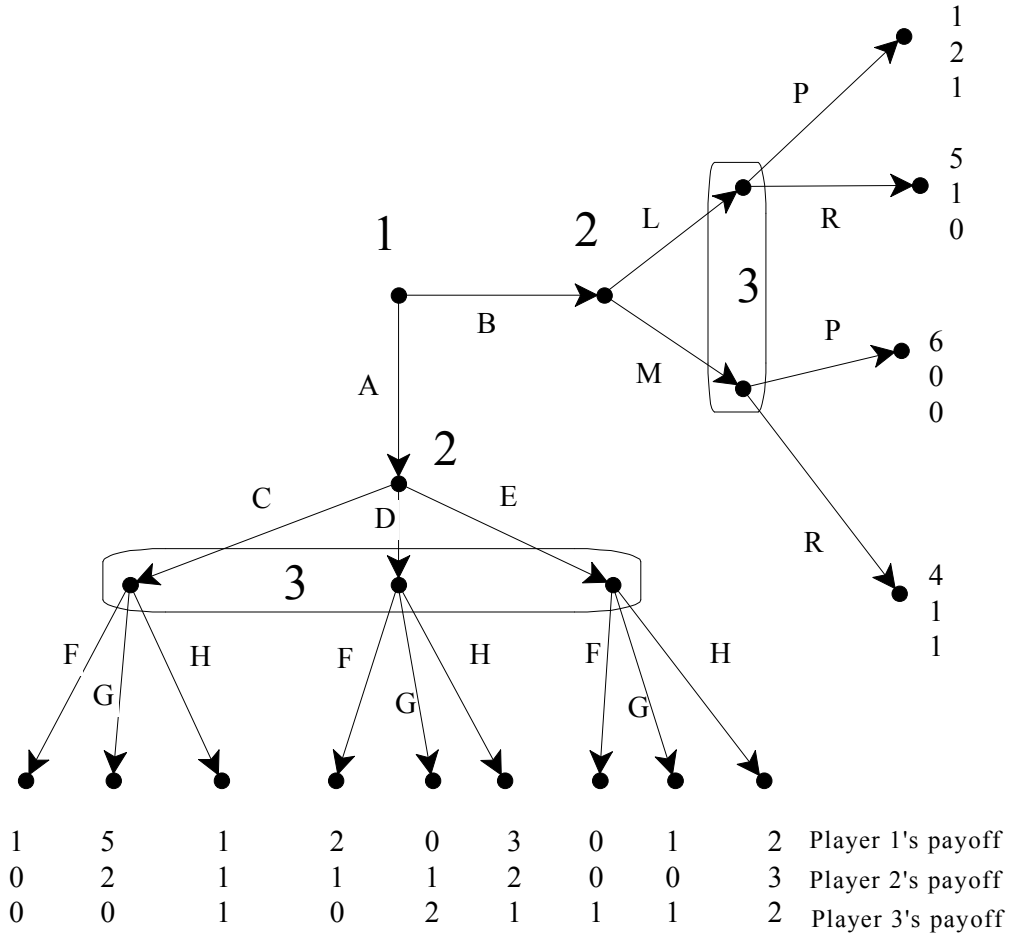 1
2
1
P
5
1
0
L
R
1
2
3
B
P
6
0
0
M
A
2
C
E
D
R
4
1
1
3
F
H
F
H
F
H
G
G
G
1 5 1 2 0 3 0 1 2 Player 1's payoff
0 2 1 1 1 2 0 0 3 Player 2's payoff
0 0 1 0 2 1 1 1 2 Player 3's payoff